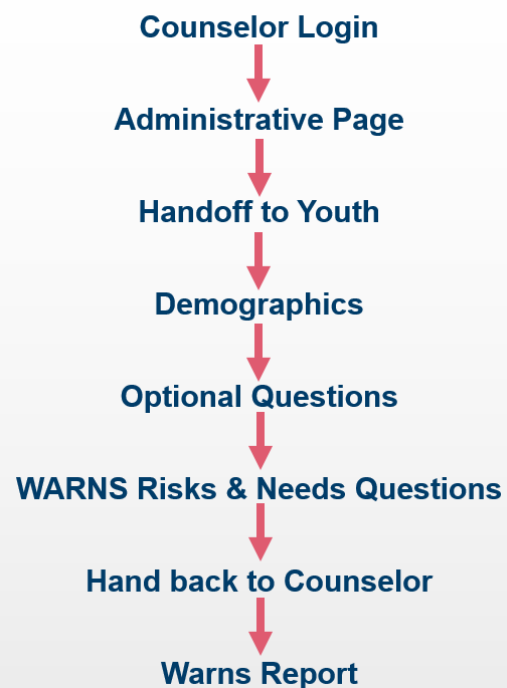 Counselor Login
Administrative Page
Handoff to Youth
Demographics
Optional Questions
WARNS Risks & Needs Questions
Hand back to Counselor
Warns Report